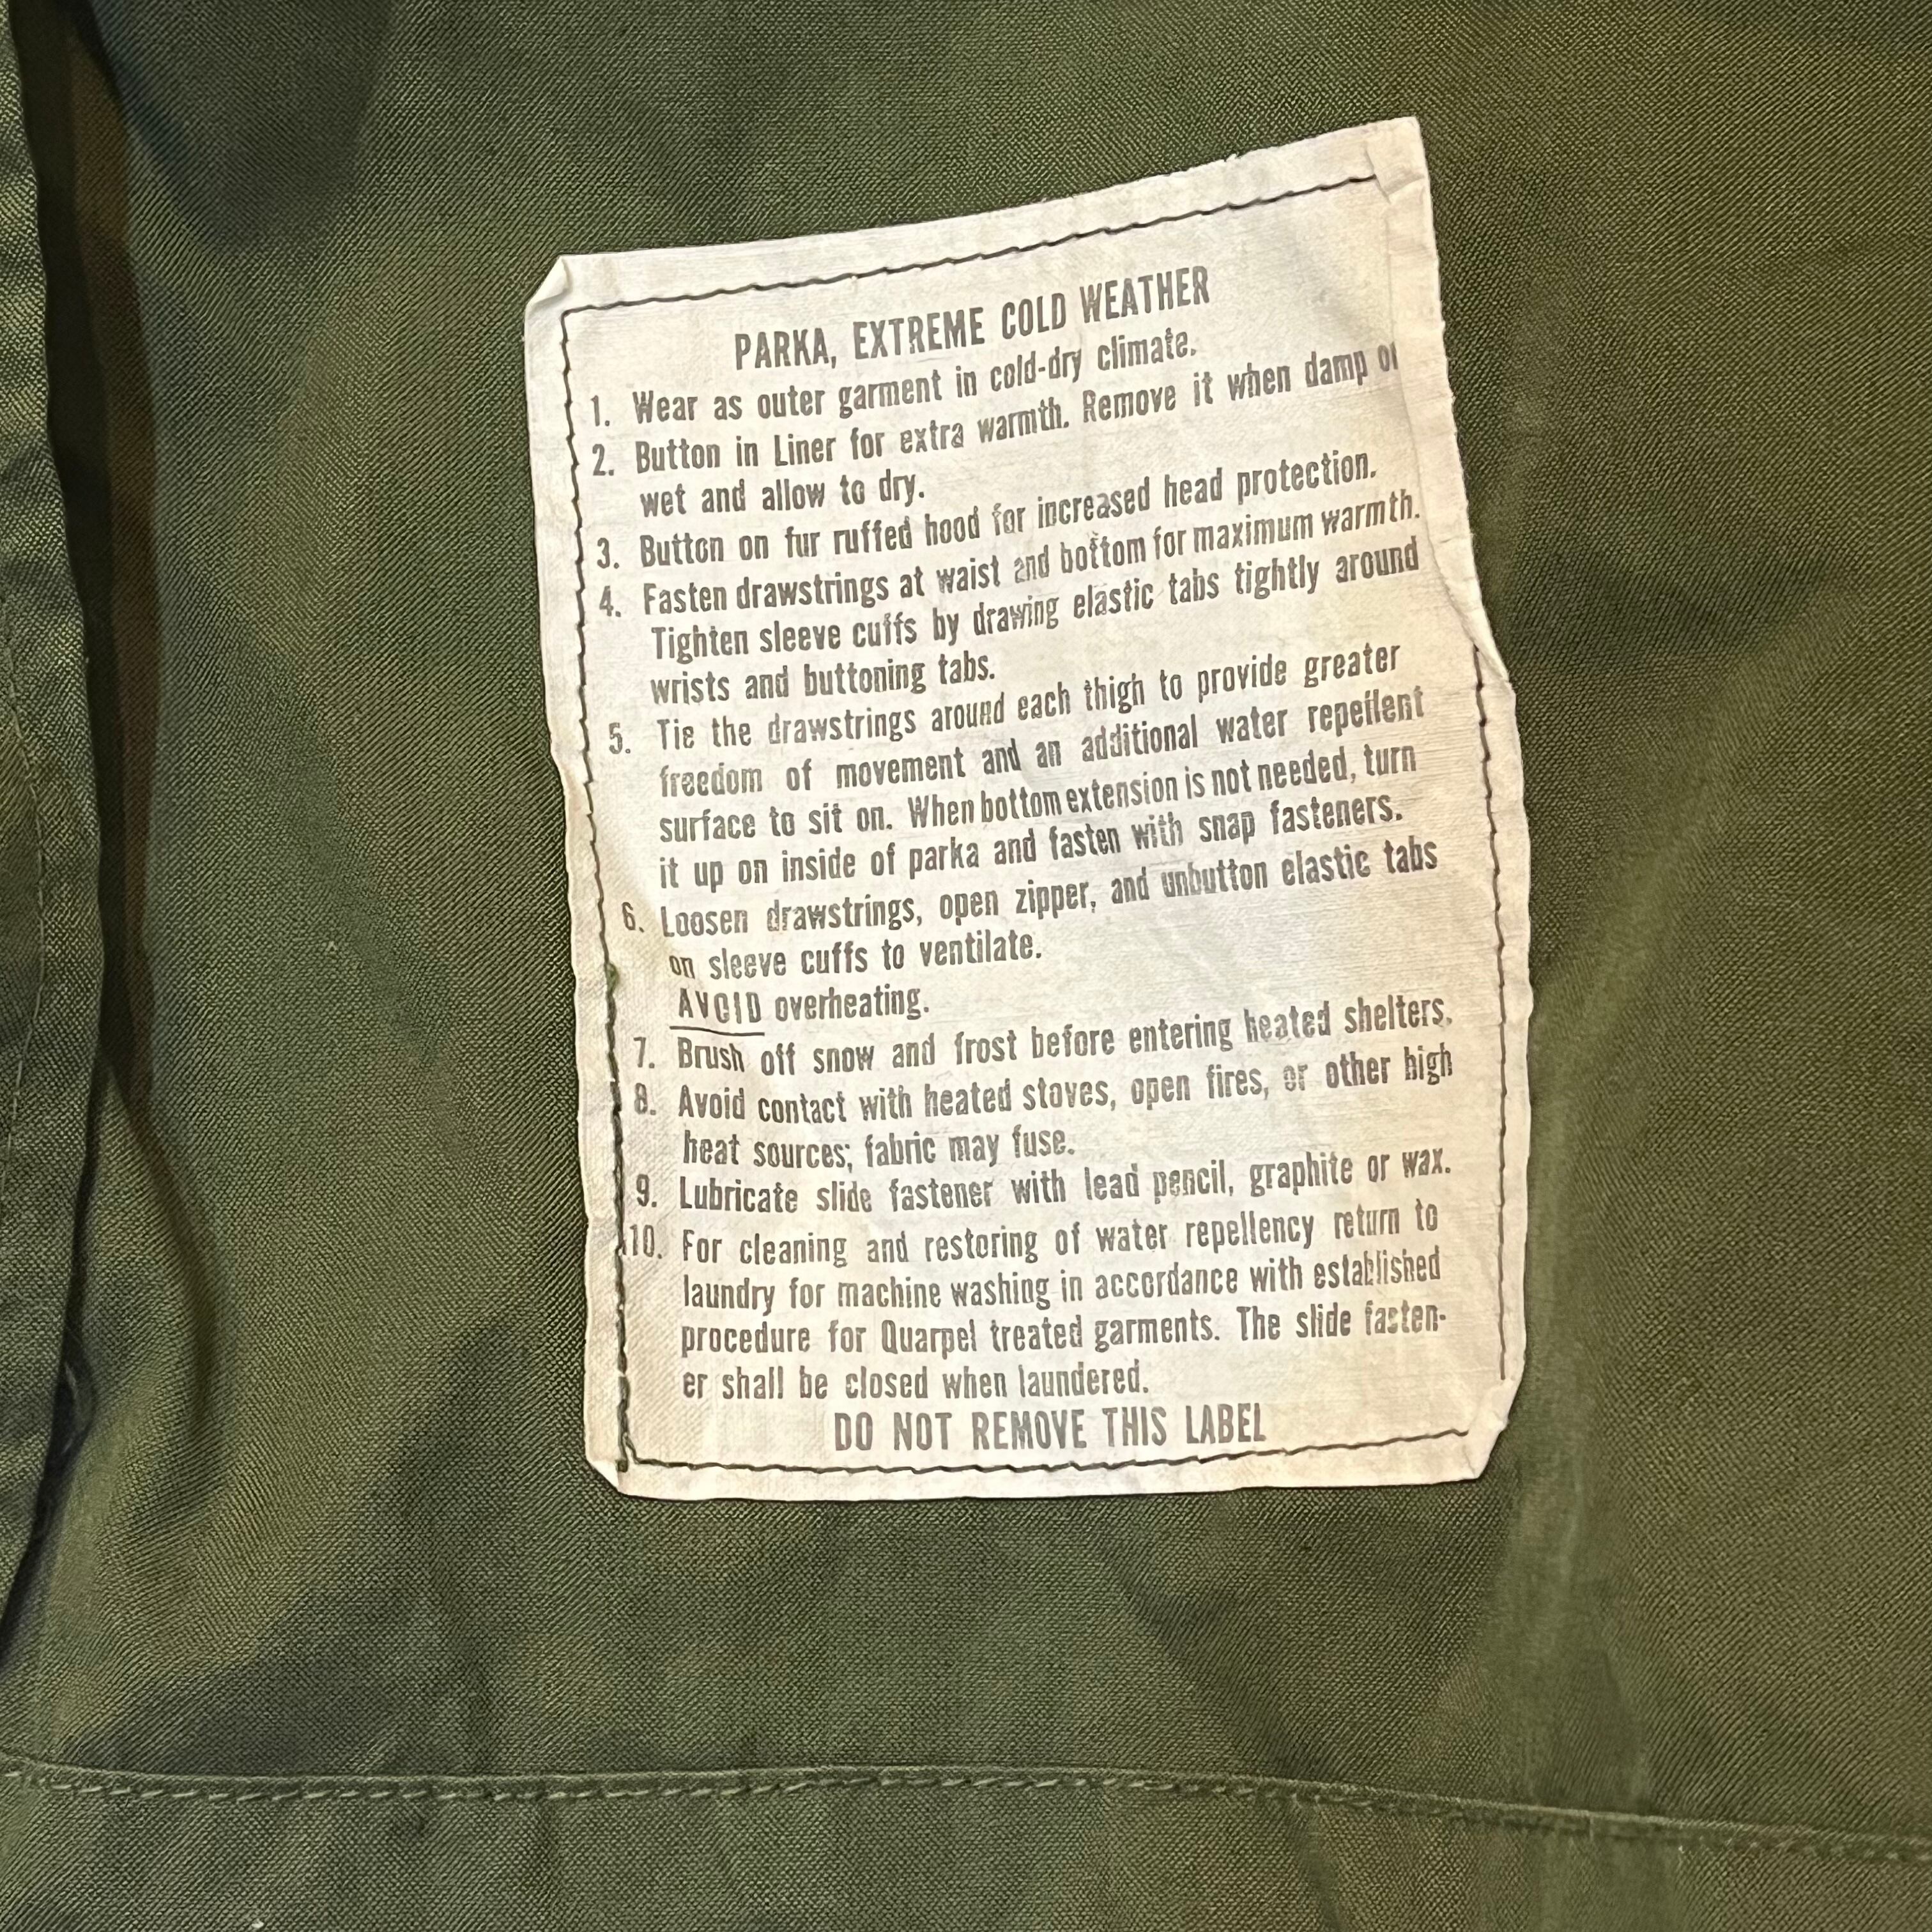 PARKA, EXTREME COLD WEATHER
1. Wear as outer garment in cold-dry climate.
2. Button in Liner for extra warmth. Remove it when damp or
wet and allow to dry.
3. Button on fur ruffed hood for increased head protection.
4. Fasten drawstrings at waist and bottom for maximum warmth.
Tighten sleeve cuffs by drawing elastic tabs tightly around
wrists and buttoning tabs.
5. Tie the drawstrings around each thigh to provide greater
freedom of movement and an additional water repellent
surface to sit on. When bottom extension is not needed, turn
it up on inside of parka and fasten with snap fasteners.
6. Loosen drawstrings, open zipper, and unbutton elastic tabs
on sleeve cuffs to ventilate.
AVOID overheating.
7. Brush off snow and frost before entering heated shelters.
8. Avoid contact with heated stoves, open fires, or other high
heat sources; fabric may fuse.
9. Lubricate slide fastener with lead pencil, graphite or wax.
10. For cleaning and restoring of water repellency return to
laundry for machine washing in accordance with established
procedure for Quarpel treated garments. The slide fasten-
er shall be closed when laundered.
DO NOT REMOVE THIS LABEL